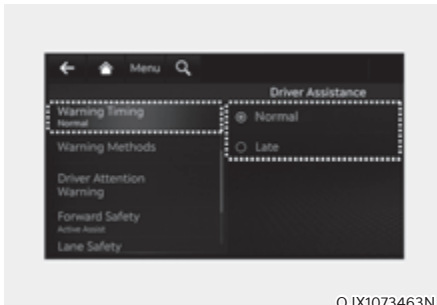 Menu
Driver Assistance
Warning Timing
Normal
Warning Methods
Driver Attention
Warning
Forward Safety
Active Assist
Lane Safety
Normal
Late
OJX1073463N